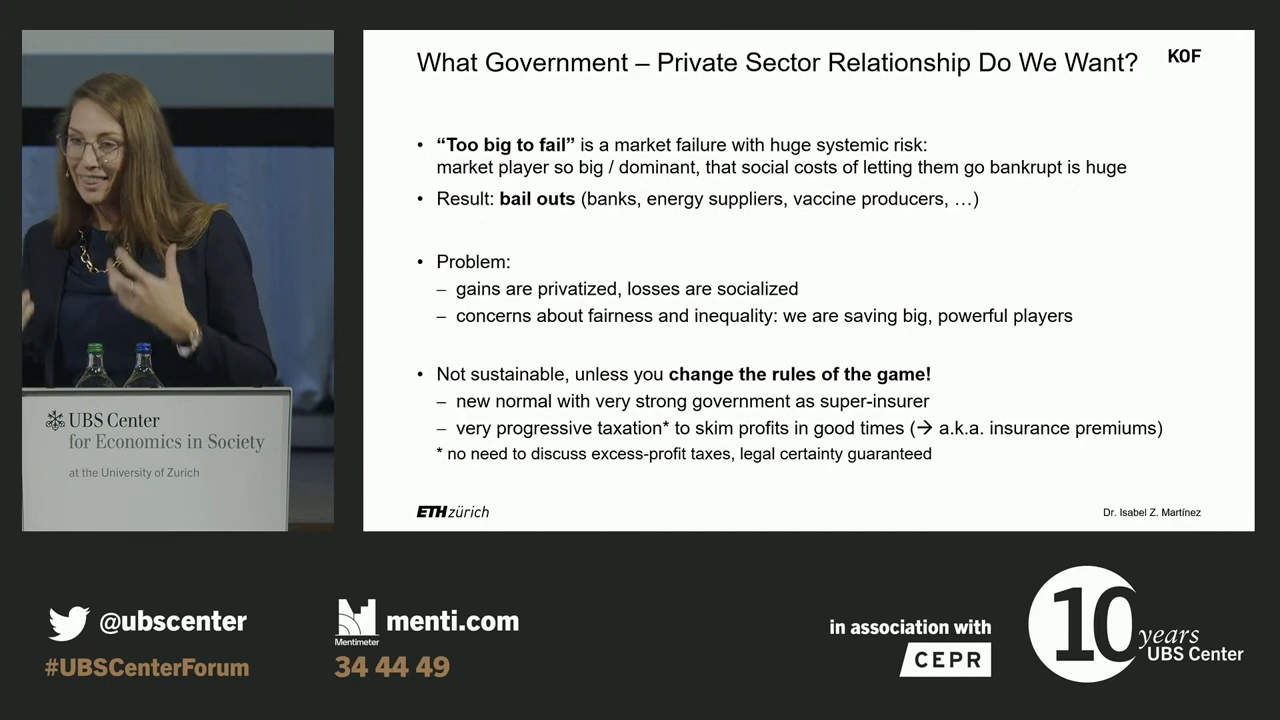 What Government – Private Sector Relationship Do We Want?
KOF
• “Too big to fail” is a market failure with huge systemic risk:
market player so big / dominant, that social costs of letting them go bankrupt is huge
• Result: bail outs (banks, energy suppliers, vaccine producers, …)
• Problem:
– gains are privatized, losses are socialized
– concerns about fairness and inequality: we are saving big, powerful players
• Not sustainable, unless you change the rules of the game!
– new normal with very strong government as super-insurer
– very progressive taxation* to skim profits in good times (→ a.k.a. insurance premiums)
* no need to discuss excess-profit taxes, legal certainty guaranteed
ETH zürich
Dr. Isabel Z. Martínez
UBS Center
for Economics in Society
at the University of Zurich
@ubscenter
#UBSCenterForum
Mentimeter
menti.com
34 44 49
in association with
CEPR
10 years
UBS Center